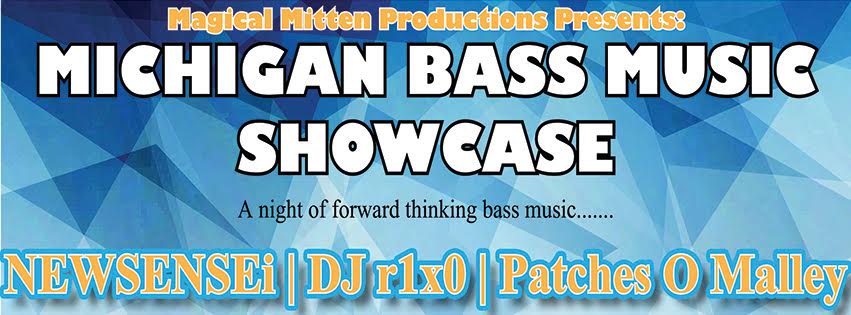 Magical Mitten Productions Presents:
MICHIGAN BASS MUSIC
SHOWCASE
A night of forward thinking bass music.......
NEWSENSEi | DJ r1x0 | Patches O Malley